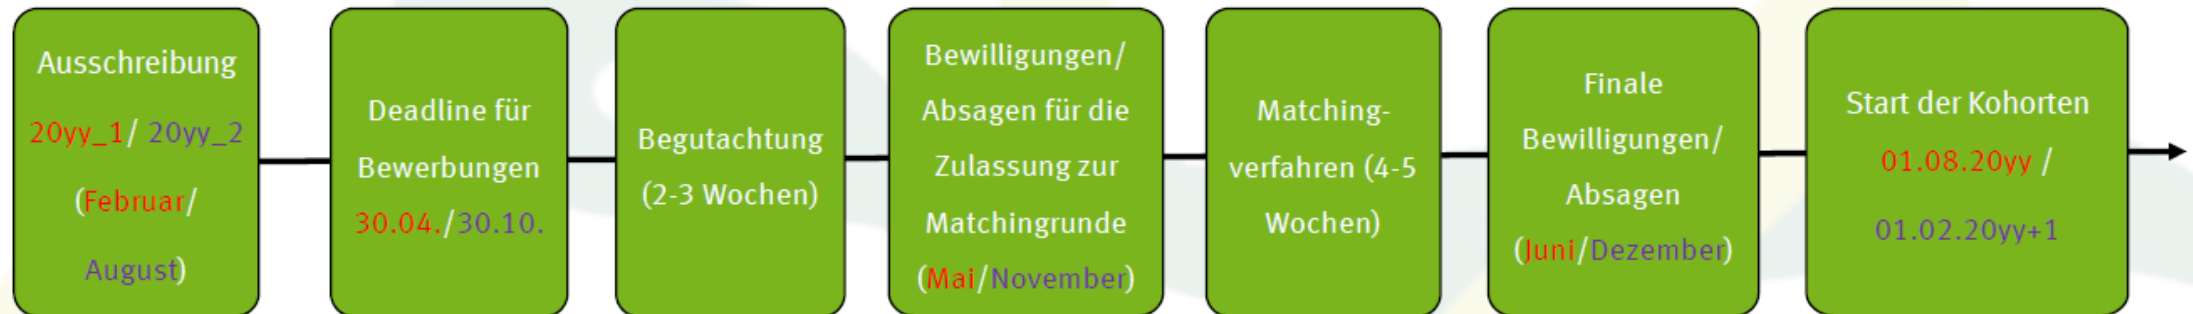 Ausschreibung
20yy_1/ 20yy_2
(Februar/
August)
Deadline für
Bewerbungen
30.04./30.10.
Begutachtung
(2-3 Wochen)
Bewilligungen/
Absagen für die
Zulassung zur
Matchingrunde
(Mai/November)
Matching-
verfahren (4-5
Wochen)
Finale
Bewilligungen/
Absagen
(Juni/Dezember)
Start der Kohorten
01.08.20yy /
01.02.20yy+1